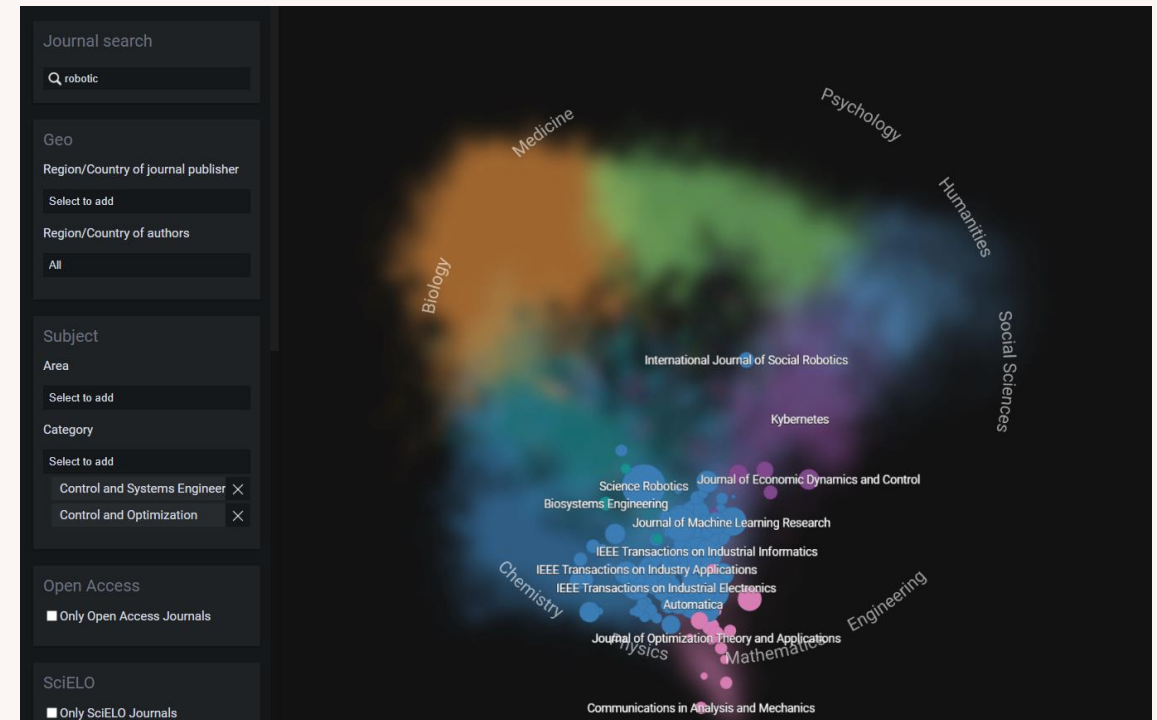 Journal search
robotic
Geo
Region/Country of journal publisher
Select to add
Region/Country of authors
All
Subject
Area
Select to add
Category
Select to add
Control and Systems Engineer
Control and Optimization
Open Access
Only Open Access Journals
SciELO
Only SciELO Journals
Medicine
Psychology
Humanities
Biology
Social Sciences
International Journal of Social Robotics
Kybernetes
Science Robotics
Journal of Economic Dynamics and Control
Biosystems Engineering
Journal of Machine Learning Research
IEEE Transactions on Industrial Informatics
IEEE Transactions on Industry Applications
Chemistry
IEEE Transactions on Industrial Electronics
Engineering
Automatica
Journal of Optimization Theory and Applications
Physics
Mathematics
Communications in Analysis and Mechanics